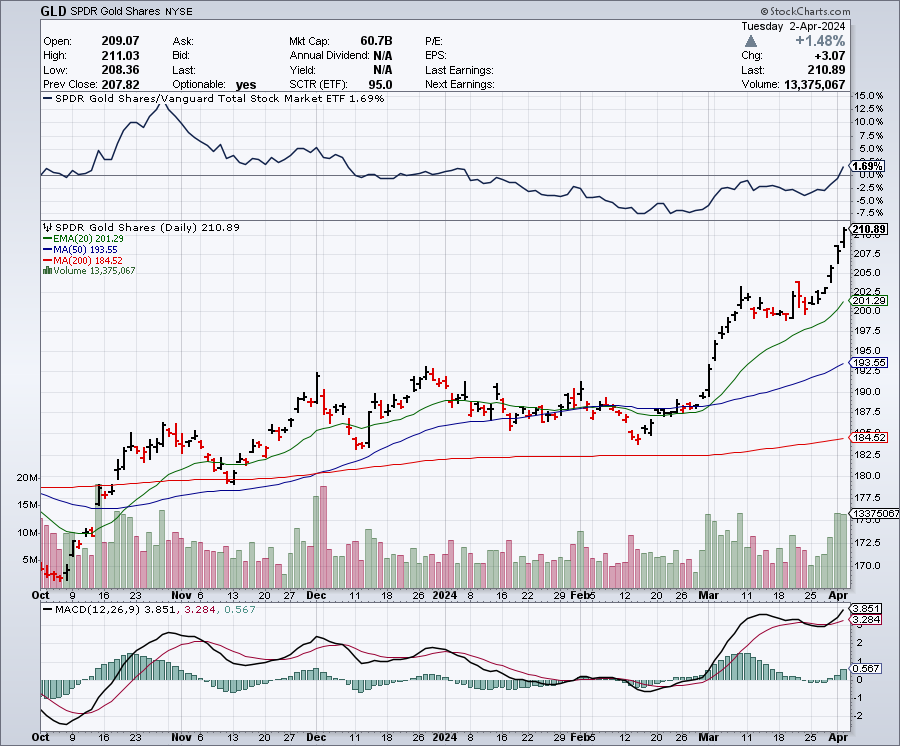 GLD SPDR Gold Shares NYSE © StockCharts.com
Tuesday 2-Apr-2024
Open: 209.07 Ask: Mkt Cap: 60.7B P/E: +1.48%
High: 211.03 Bid: Annual Dividend: N/A EPS: Chg: +3.07
Low: 208.36 Last: Yield: N/A Last Earnings: Last: 210.89
Prev Close: 207.82 Optionable: yes SCTR (ETF): 95.0 Next Earnings: Volume: 13,375,067
SPDR Gold Shares/Vanguard Total Stock Market ETF 1.69%
15.0%
12.5%
10.0%
7.5%
5.0%
1.69%
0.0%
-2.5%
-5.0%
-7.5%
SPDR Gold Shares (Daily) 210.89
EMA(20) 201.29
MA(50) 193.55
MA(200) 184.52
Volume 13,375,067
210.89
207.5
205.0
202.5
201.29
200.0
197.5
195.0
193.55
192.5
190.0
187.5
184.52
182.5
180.0
177.5
13375067
175.0
172.5
170.0
20M
15M
10M
5M
Oct 9 16 23 Nov 6 13 20 27 Dec 11 18 26 2024 8 16 22 29 Feb 5 12 20 26 Mar 11 18 25 Apr
MACD(12,26,9) 3.851, 3.284, 0.567
3.851
3.284
3
2
1
0.567
0
-1
-2
Oct 9 16 23 Nov 6 13 20 27 Dec 11 18 26 2024 8 16 22 29 Feb 5 12 20 26 Mar 11 18 25 Apr